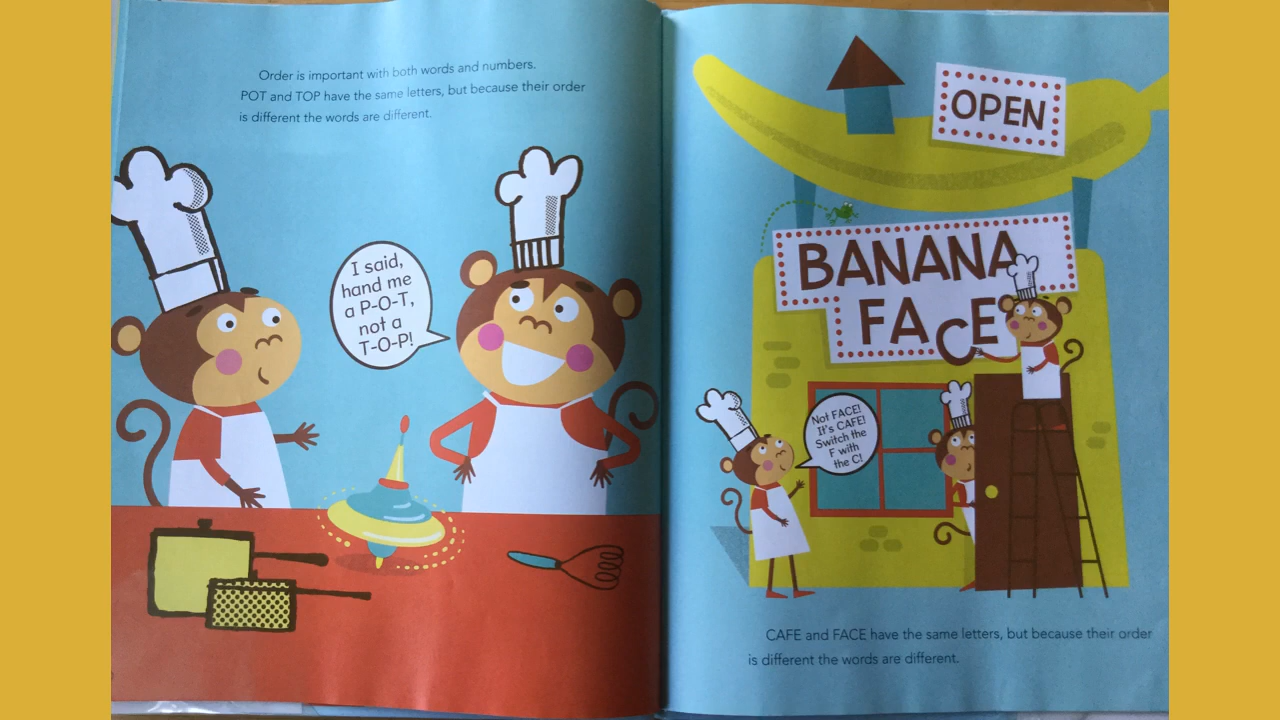 Order is important with both words and numbers.
POT and TOP have the same letters, but because their order
is different the words are different.
I said,
hand me
a P-O-T,
not a
T-O-P!
OPEN
BANANA
FACE
Not FACE!
It's CAFE!
Switch the
F with
the C!
CAFE and FACE have the same letters, but because their order
is different the words are different.